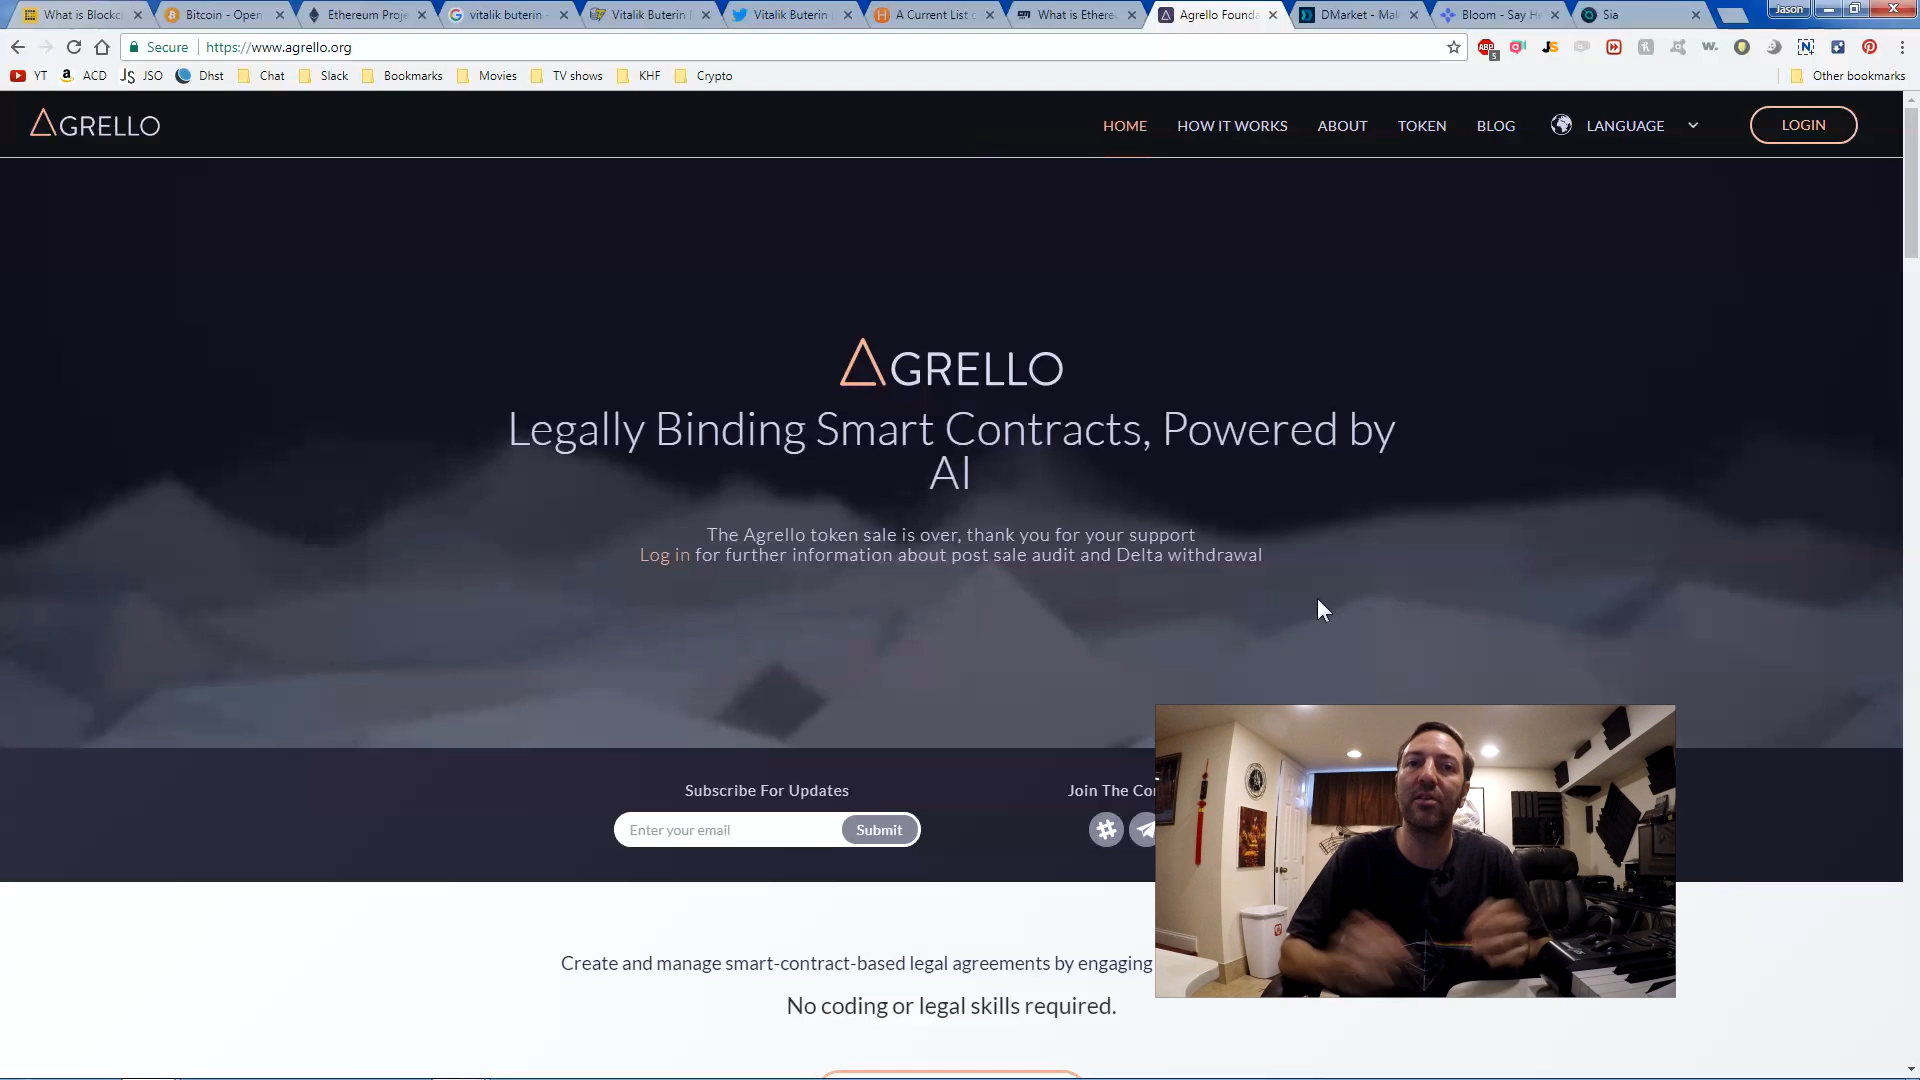 What is Blockc
Bitcoin - Open
Ethereum Proje
vitalik buterin -
Vitalik Buterin |
Vitalik Buterin
A Current List o
What is Ethere
Agrello Founda
DMarket - Mak
Bloom - Say H
Sia
Jason
Secure
https://www.agrello.org
YT
ACD
JSO
Dhst
Chat
Slack
Bookmarks
Movies
TV shows
KHF
Crypto
Other bookmarks
AGRELLO
HOME
HOW IT WORKS
ABOUT
TOKEN
BLOG
LANGUAGE
LOGIN
AGRELLO
Legally Binding Smart Contracts, Powered by
AI
The Agrello token sale is over, thank you for your support
Log in for further information about post sale audit and Delta withdrawal
Subscribe For Updates
Join The Co
Enter your email
Submit
Create and manage smart-contract-based legal agreements by engaging
No coding or legal skills required.